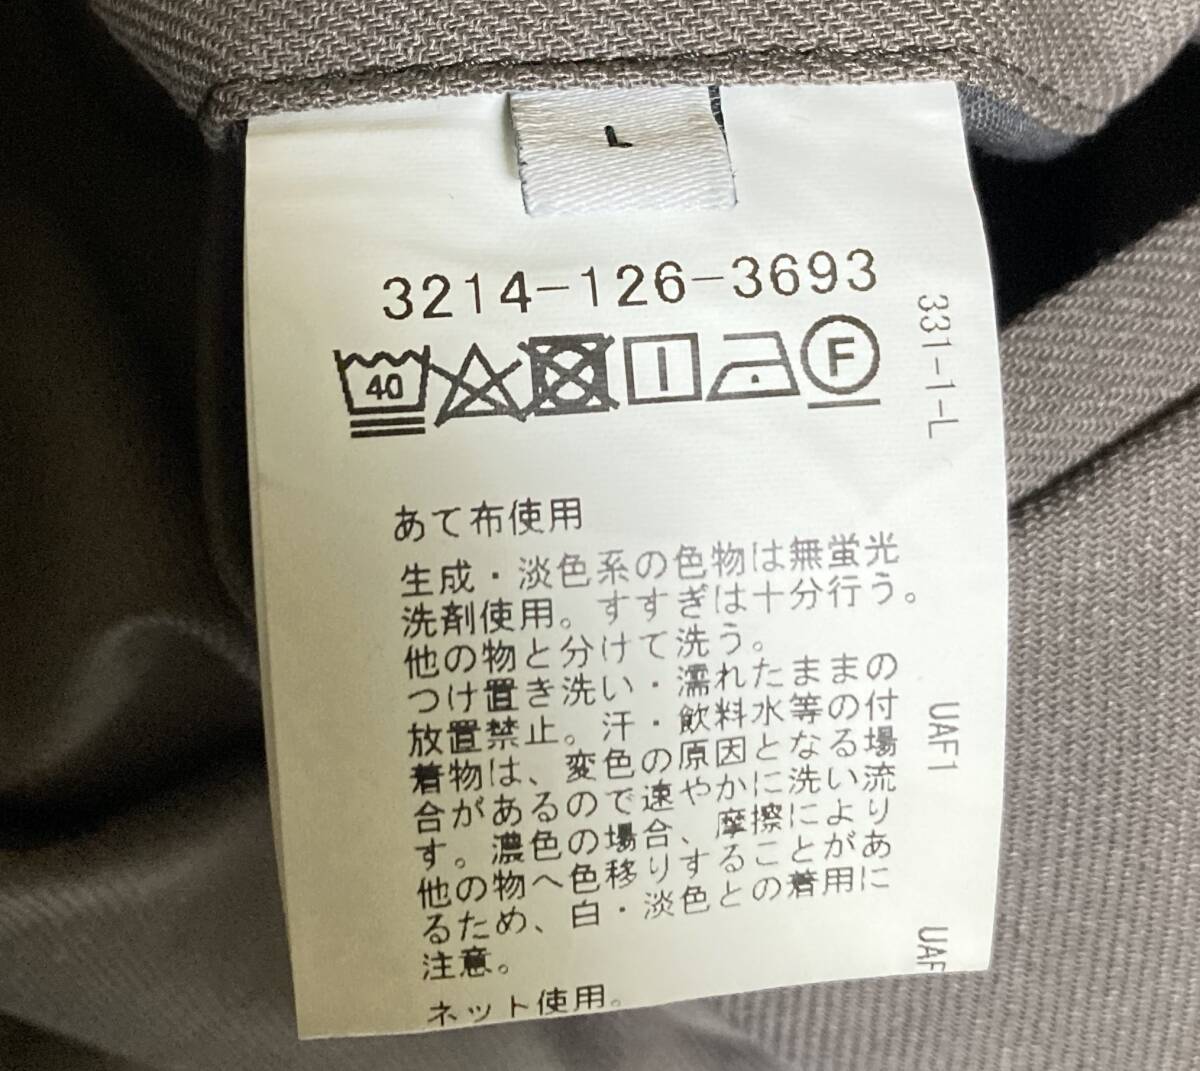 L
3214-126-3693
40
F
331-1-L
あて布使用
生成・淡色系の色物は無蛍光
洗剤使用。すすぎは十分行う。
他の物と分けて洗う。
つけ置き洗い・濡れたままの
放置禁止。汗・飲料水等の付
着物は、変色の原因となる場
合があるので速やかに洗い流
す。濃色の場合、摩擦により
他の物へ色移りすることがあ
るため、白・淡色との着用に
注意。
ネット使用。
UAF1
UAF